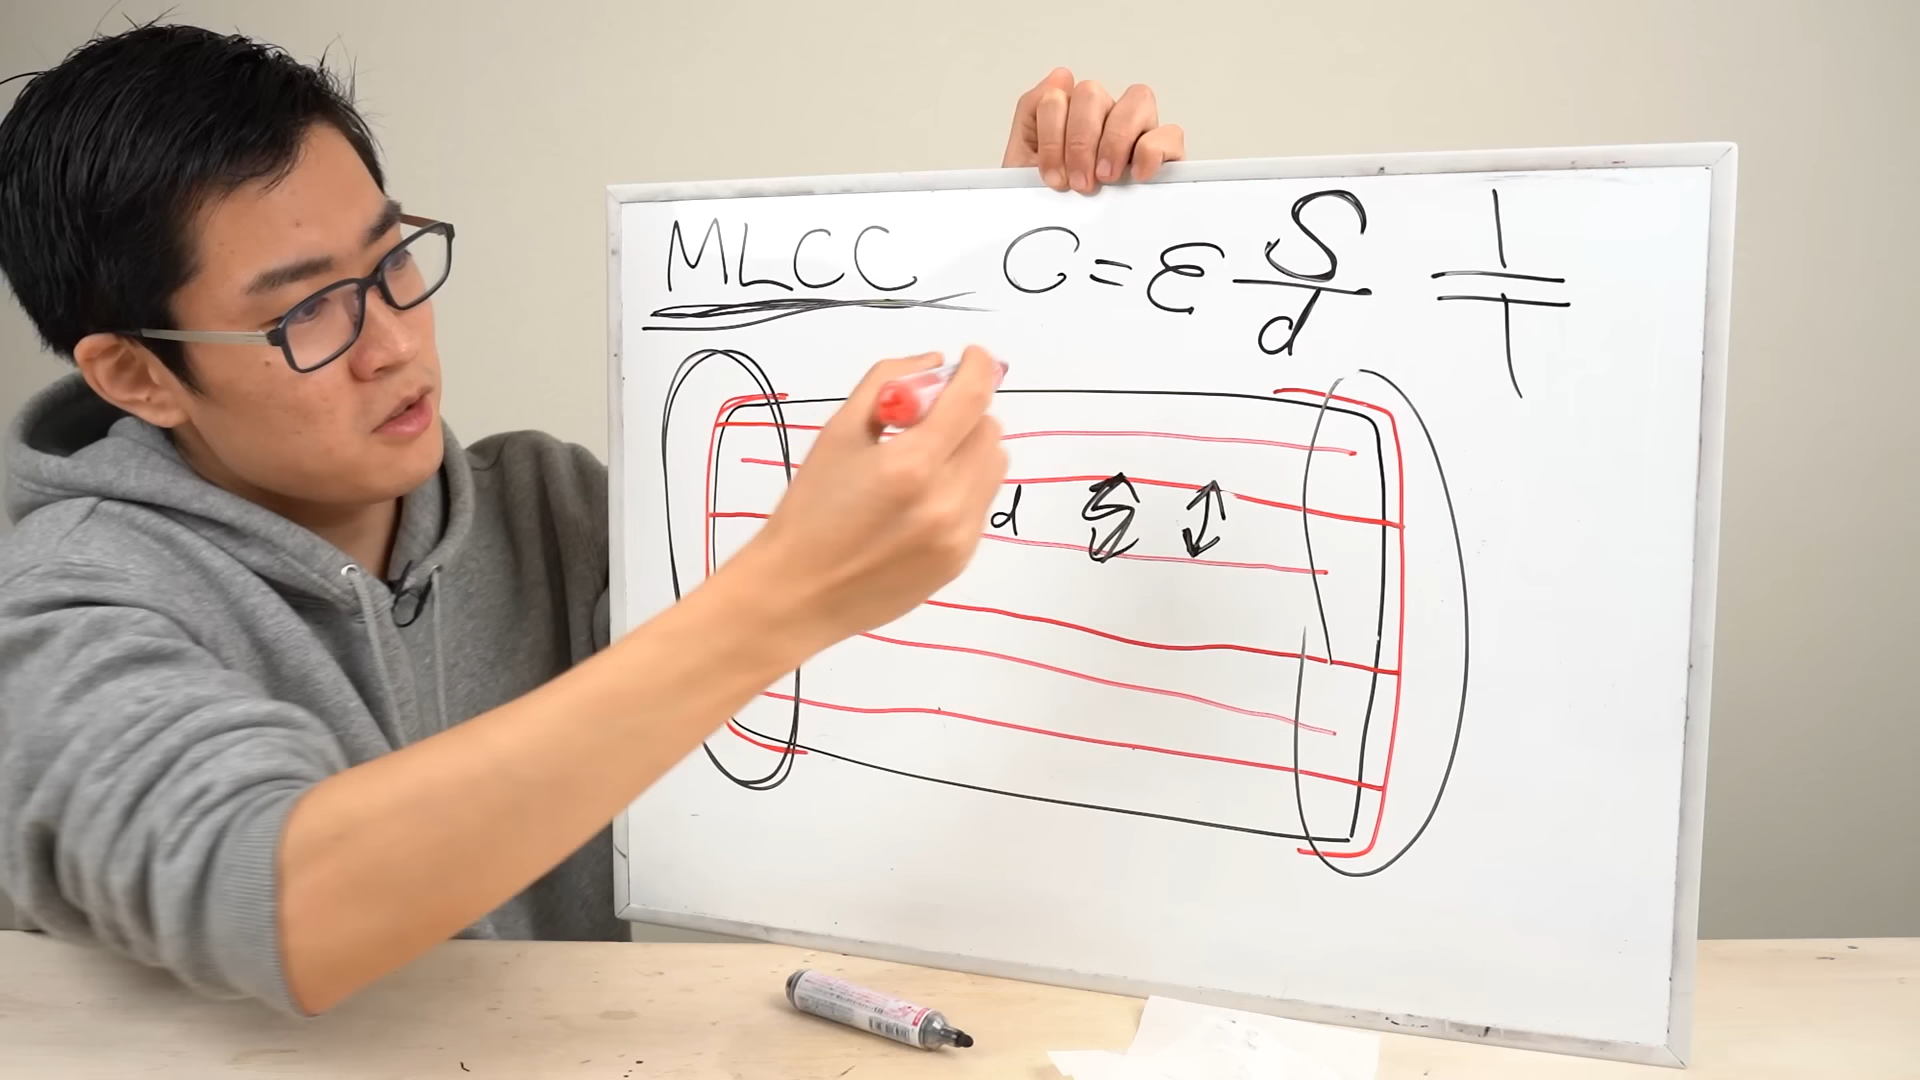 MLCC C = ε S/d
d